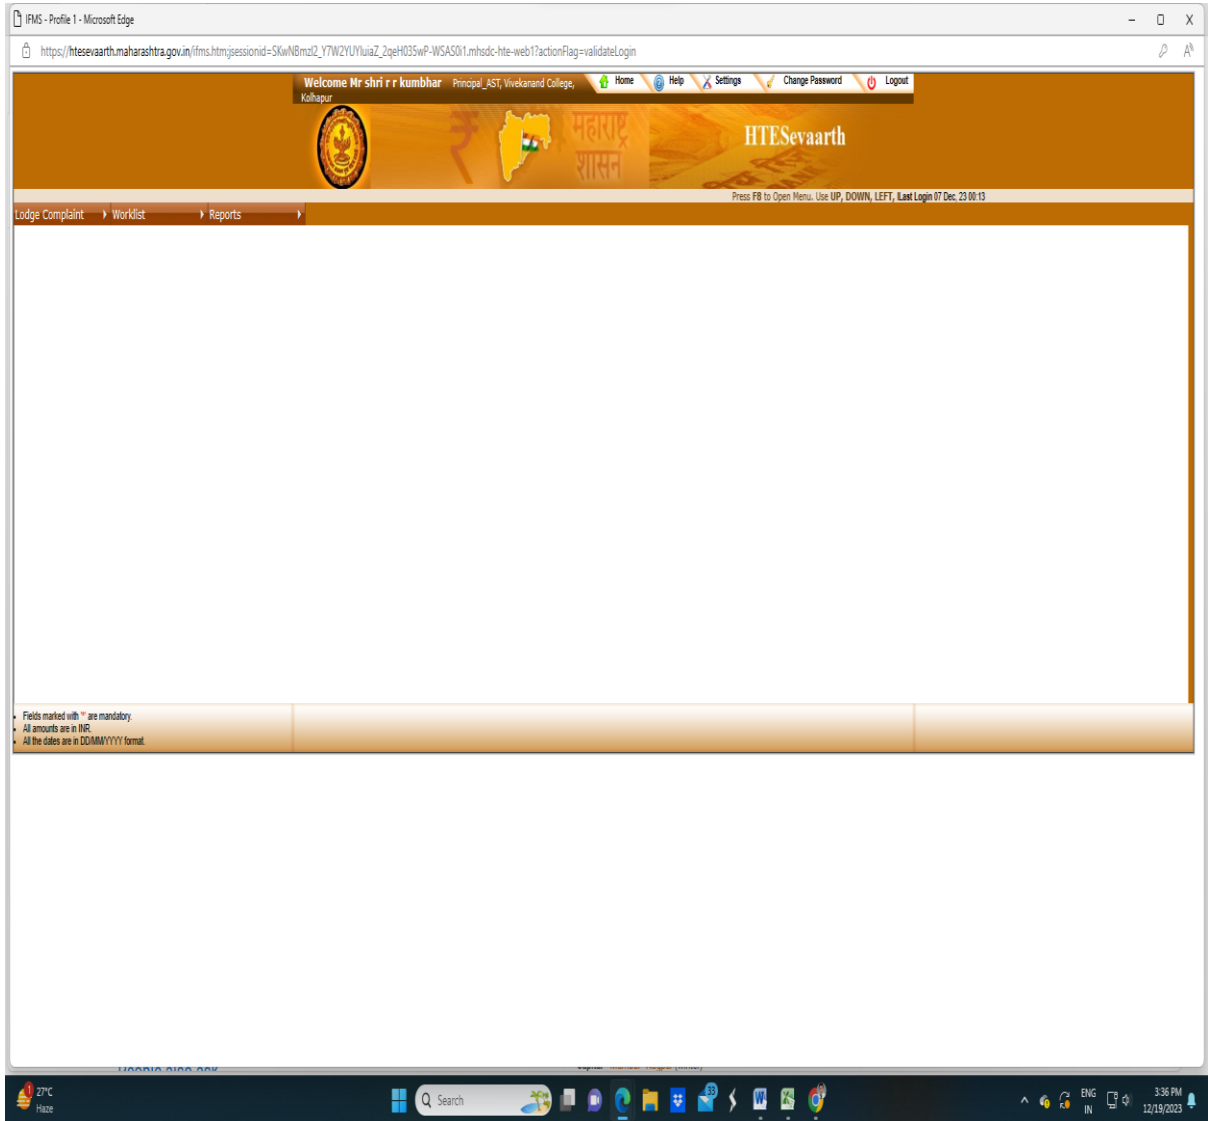 IFMS - Profile 1 - Microsoft Edge
https://htesevaarth.maharashtra.gov.in/ifms.htm;jsessionid=SKwNBmzl2_Y7W2YUYluiaZ_2qeH035wP-WSAS0i1.mhsdc-hte-web1?actionFlag=validateLogin
Welcome Mr shri r r kumbhar Principal_AST, Vivekanand College, Kolhapur
Home Help Settings Change Password Logout
महाराष्ट्र
शासन
HTESevaarth
Press F8 to Open Menu. Use UP, DOWN, LEFT, Last Login 07 Dec, 23 00:13
Lodge Complaint Worklist Reports
Fields marked with '*' are mandatory.
All amounts are in INR.
All the dates are in DD/MM/YYYY format.
27°C
Haze
Search
ENG
IN
3:36 PM
12/19/2023